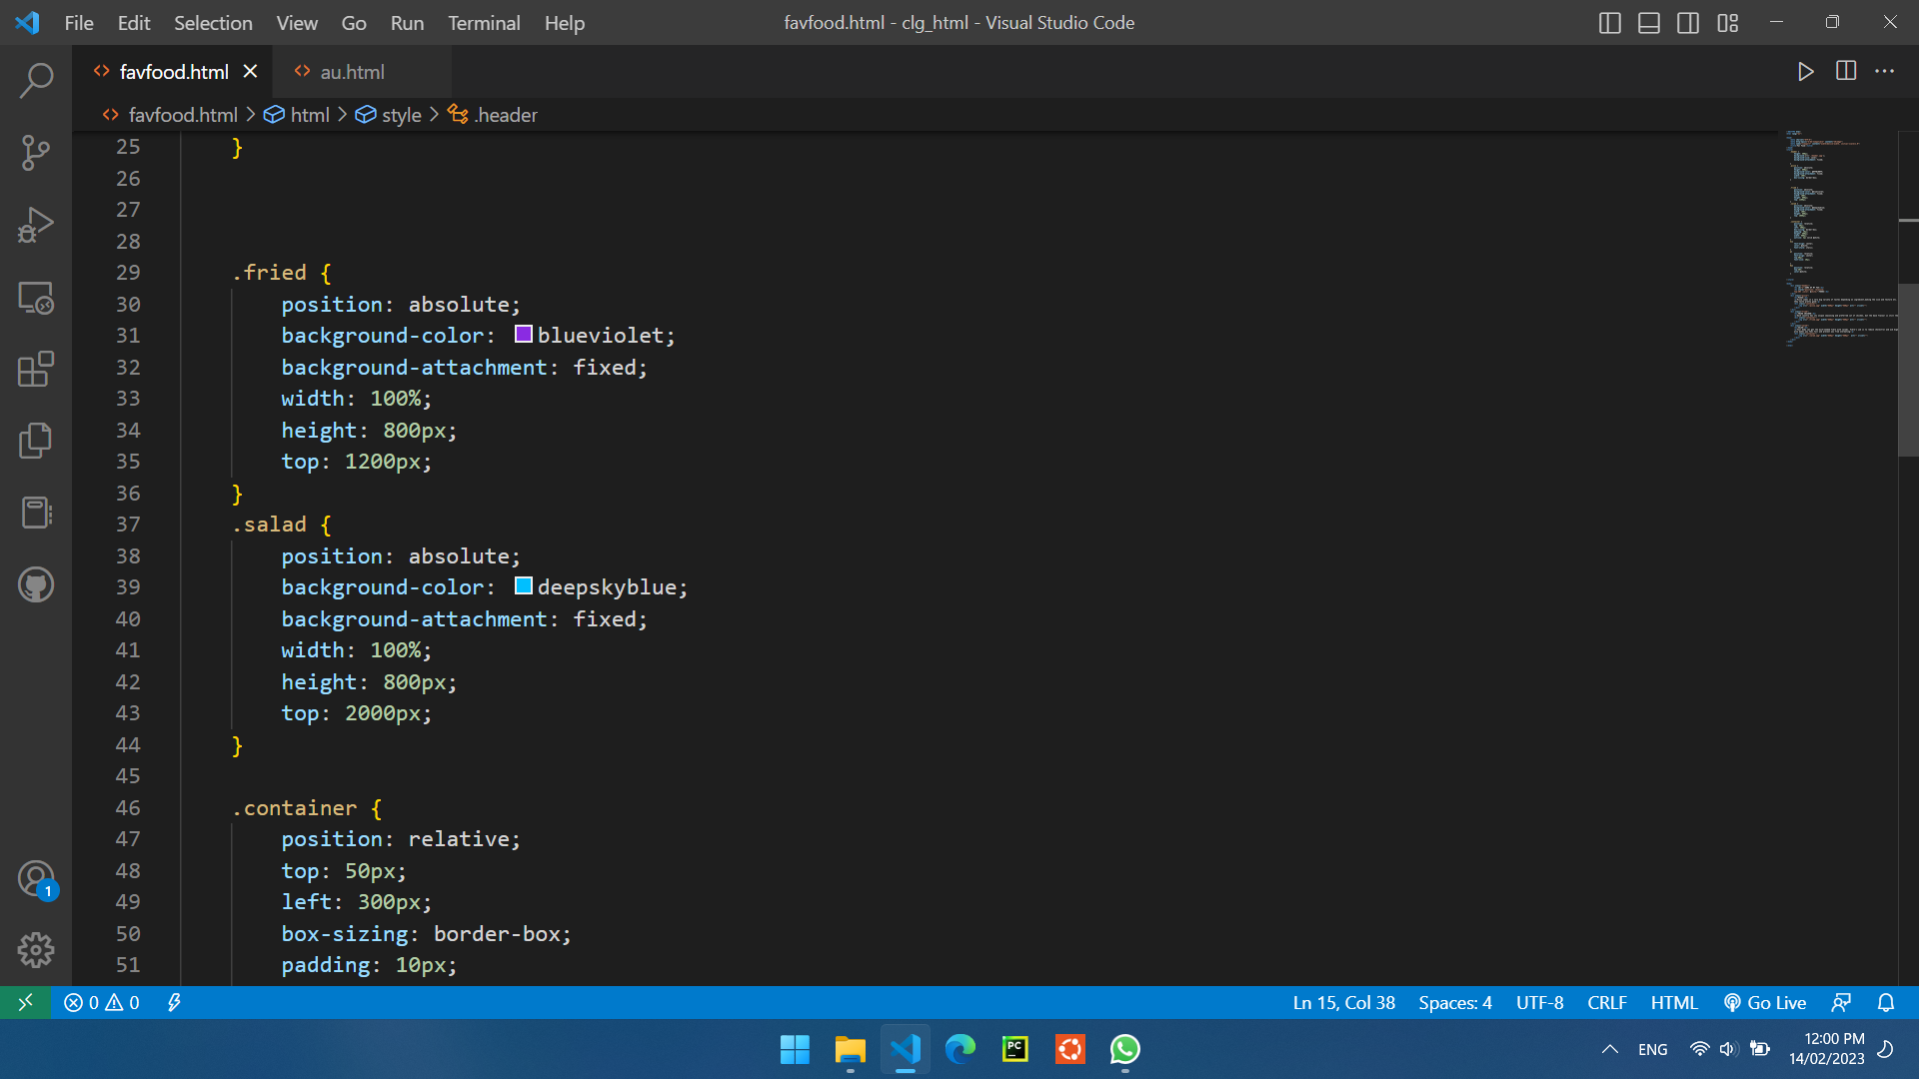 File Edit Selection View Go Run Terminal Help favfood.html - clg_html - Visual Studio Code
favfood.html au.html
favfood.html > html > style > .header
25 }
26
27
28
29 .fried {
30 position: absolute;
31 background-color: blueviolet;
32 background-attachment: fixed;
33 width: 100%;
34 height: 800px;
35 top: 1200px;
36 }
37 .salad {
38 position: absolute;
39 background-color: deepskyblue;
40 background-attachment: fixed;
41 width: 100%;
42 height: 800px;
43 top: 2000px;
44 }
45
46 .container {
47 position: relative;
48 top: 50px;
49 left: 300px;
50 box-sizing: border-box;
51 padding: 10px;
1
0 0 Ln 15, Col 38 Spaces: 4 UTF-8 CRLF HTML Go Live
PC ENG 12:00 PM
14/02/2023